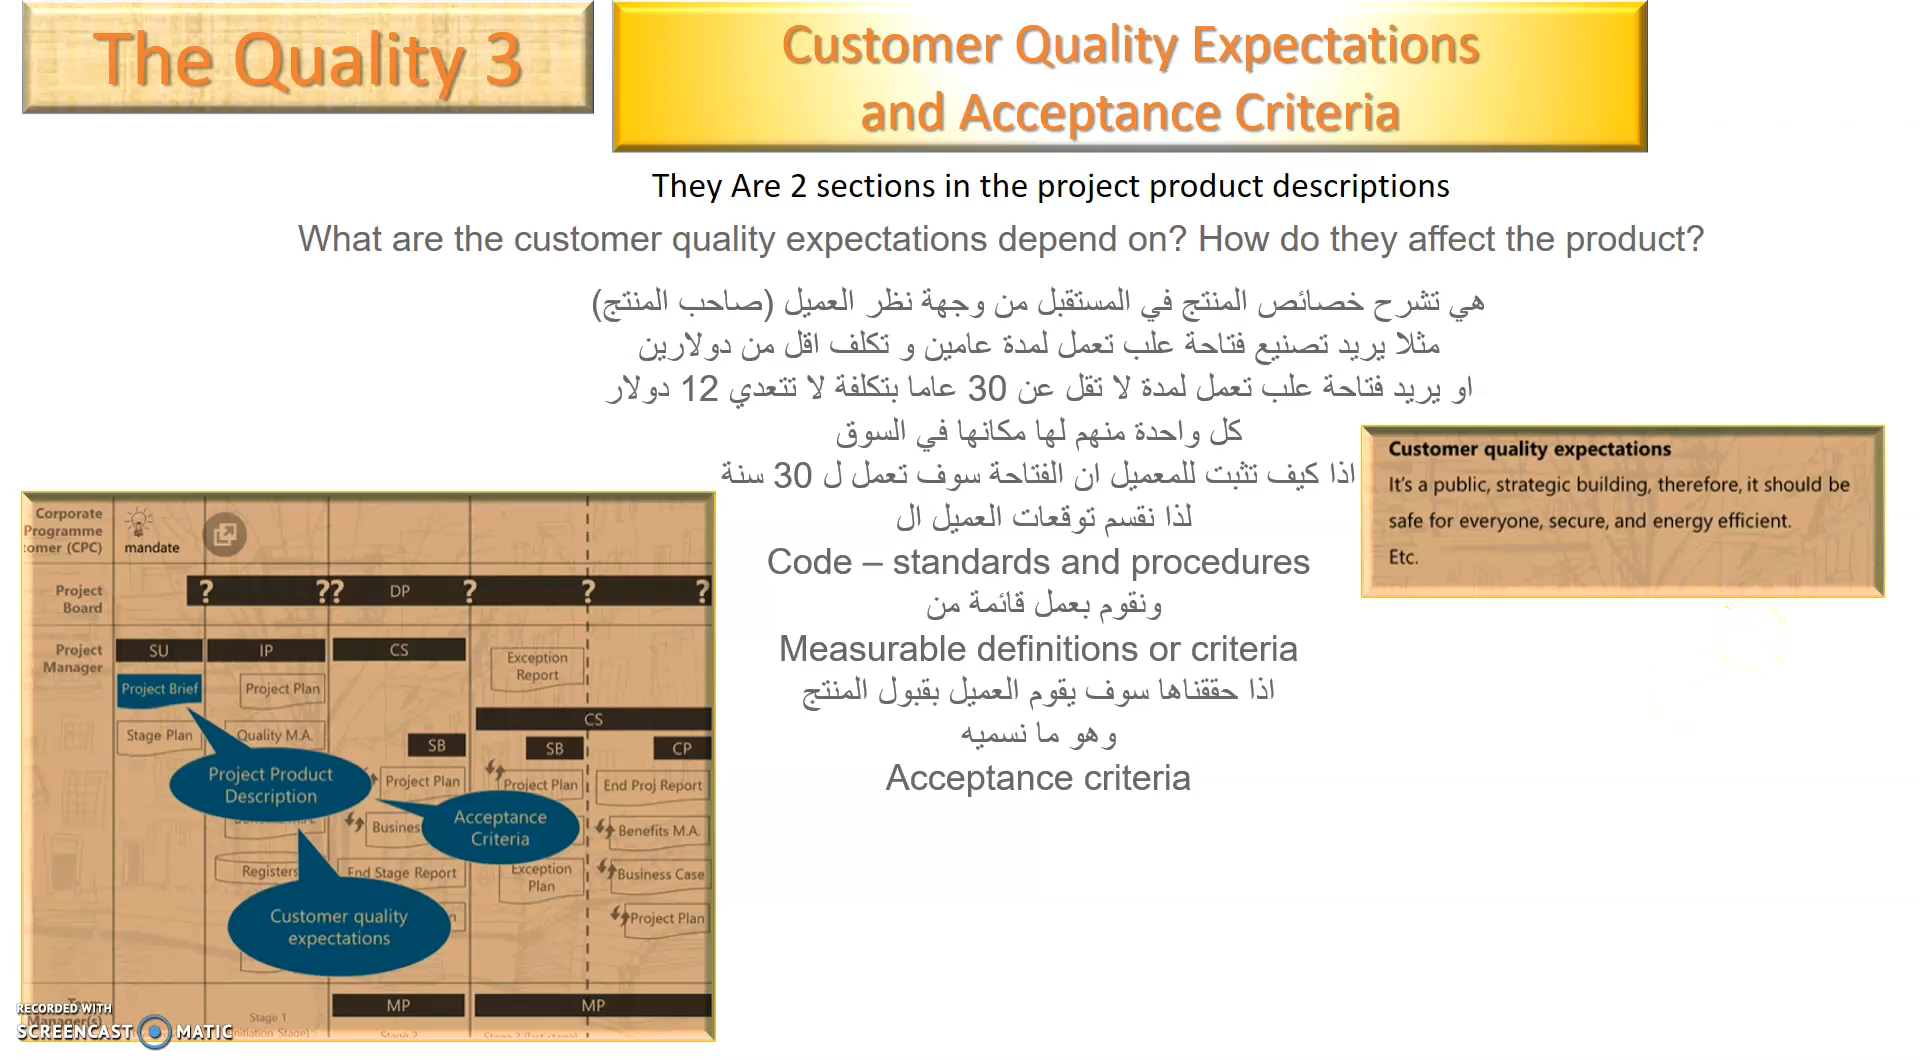 The Quality 3
Customer Quality Expectations
and Acceptance Criteria
They Are 2 sections in the project product descriptions
What are the customer quality expectations depend on? How do they affect the product?
هي تشرح خصائص المنتج في المستقبل من وجهة نظر العميل (صاحب المنتج)
مثلا يريد تصنيع فتاحة علب تعمل لمدة عامين و تكلف اقل من دولارين
او يريد فتاحة علب تعمل لمدة لا تقل عن 30 عاما بتكلفة لا تتعدي 12 دولار
كل واحدة منهم لها مكانها في السوق
اذا كيف تثبت للمعميل ان الفتاحة سوف تعمل ل 30 سنة
لذا نقسم توقعات العميل ال
Code – standards and procedures
ونقوم بعمل قائمة من
Measurable definitions or criteria
اذا حققناها سوف يقوم العميل بقبول المنتج
وهو ما نسميه
Acceptance criteria
Customer quality expectations
It's a public, strategic building, therefore, it should be
safe for everyone, secure, and energy efficient.
Etc.
Corporate
Programme
omer (CPC)
mandate
Project
Board
? ?? DP ? ? ?
Project
Manager
SU IP CS
Exception
Report
Project Brief
Project Plan
CS
Stage Plan
Quality M.A.
SB
SB
CP
Project Product
Description
Project Plan
Project Plan
End Proj Report
Acceptance
Criteria
Busines
Benefits M.A.
Registers
End Stage Report
Exception
Plan
Business Case
Customer quality
expectations
Project Plan
MP
MP
Manager(s)
Stage 1
RECORDED WITH
SCREENCAST MATIC